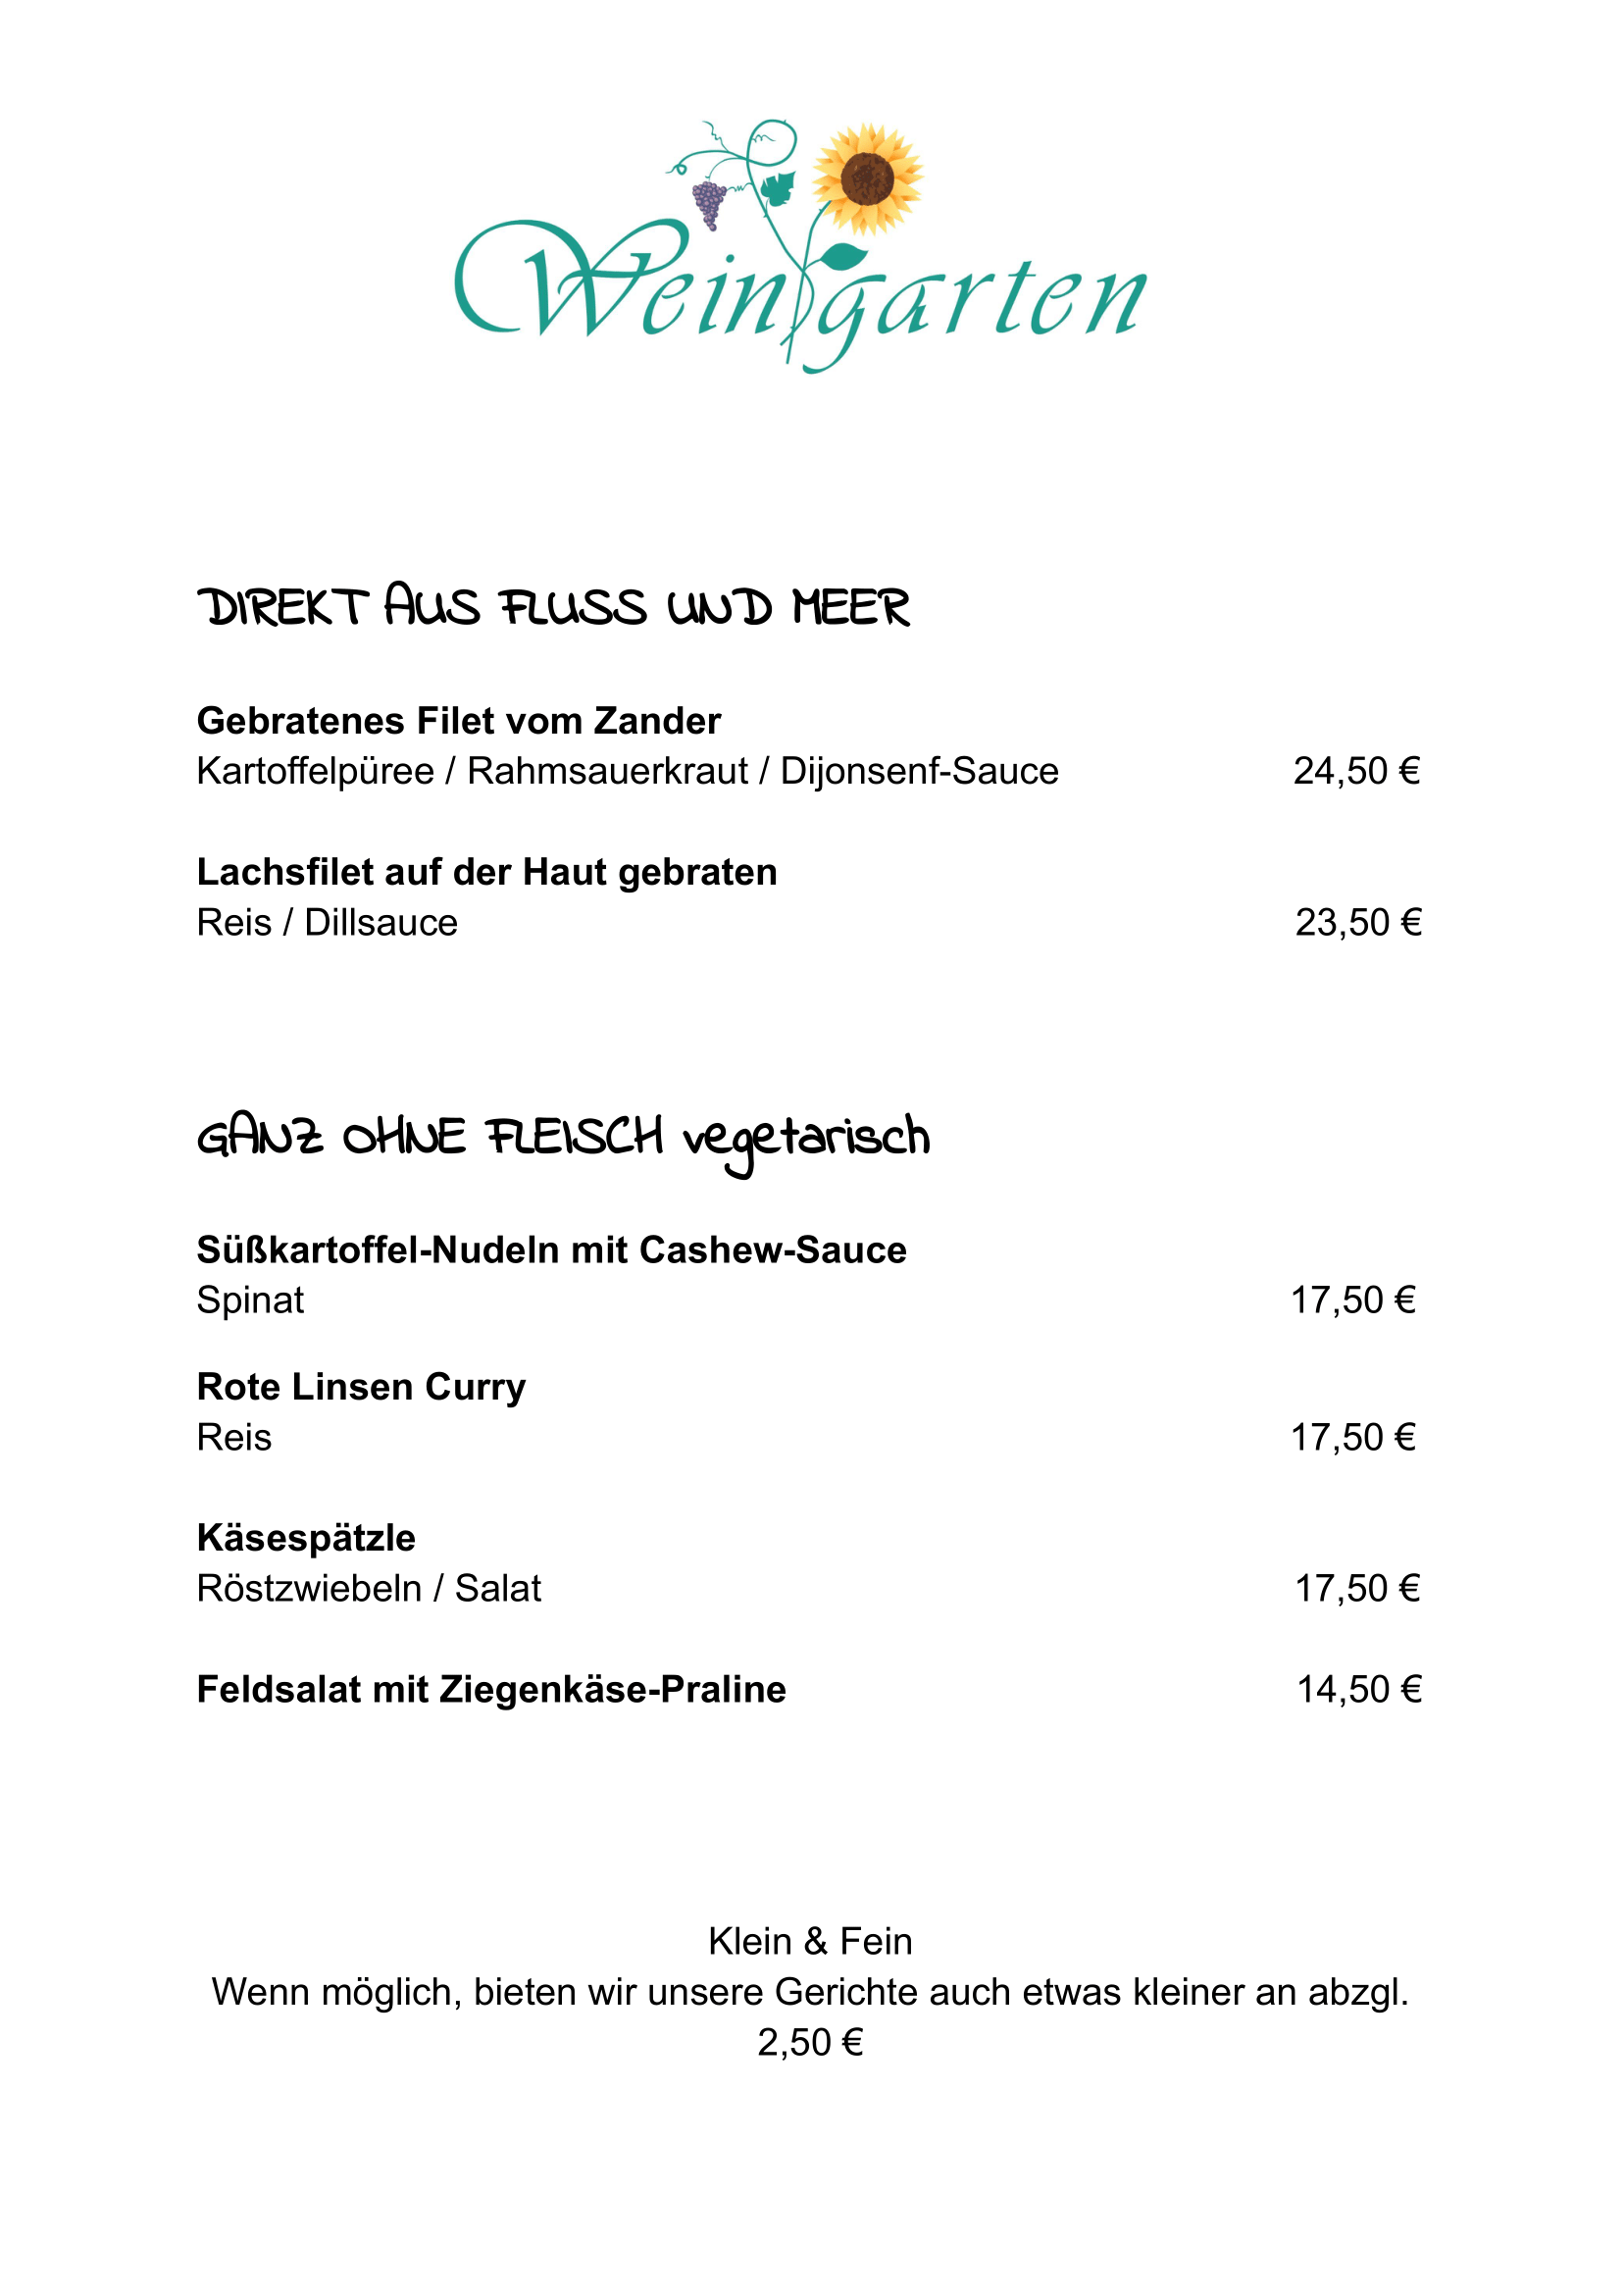 Weingarten
DIREKT AUS FLUSS UND MEER
Gebratenes Filet vom Zander
Kartoffelpüree / Rahmsauerkraut / Dijonsenf-Sauce 24,50 €
Lachsfilet auf der Haut gebraten
Reis / Dillsauce 23,50 €
GANZ OHNE FLEISCH vegetarisch
Süßkartoffel-Nudeln mit Cashew-Sauce
Spinat 17,50 €
Rote Linsen Curry
Reis 17,50 €
Käsespätzle
Röstzwiebeln / Salat 17,50 €
Feldsalat mit Ziegenkäse-Praline 14,50 €
Klein & Fein
Wenn möglich, bieten wir unsere Gerichte auch etwas kleiner an abzgl.
2,50 €